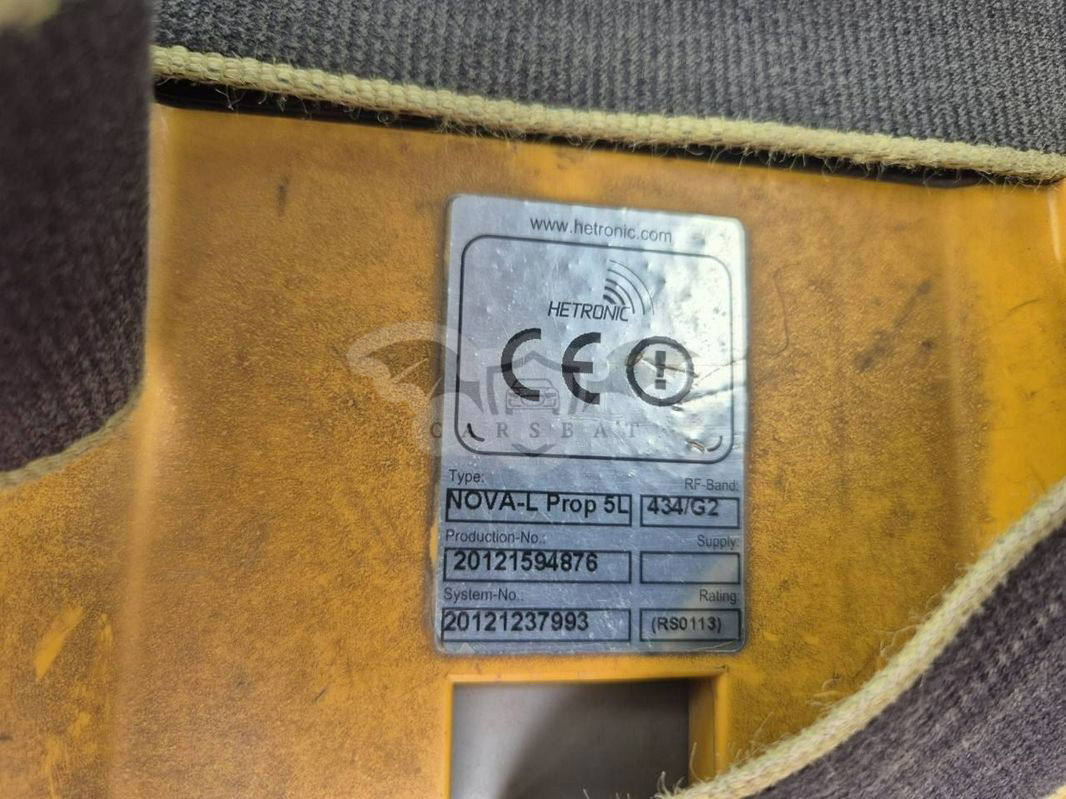 www.hetronic.com
HETRONIC
CE
CARSBAT
Type: RF-Band:
NOVA-L Prop 5L 434/G2
Production-No.: Supply:
20121594876
System-No.: Rating:
20121237993 (RS0113)